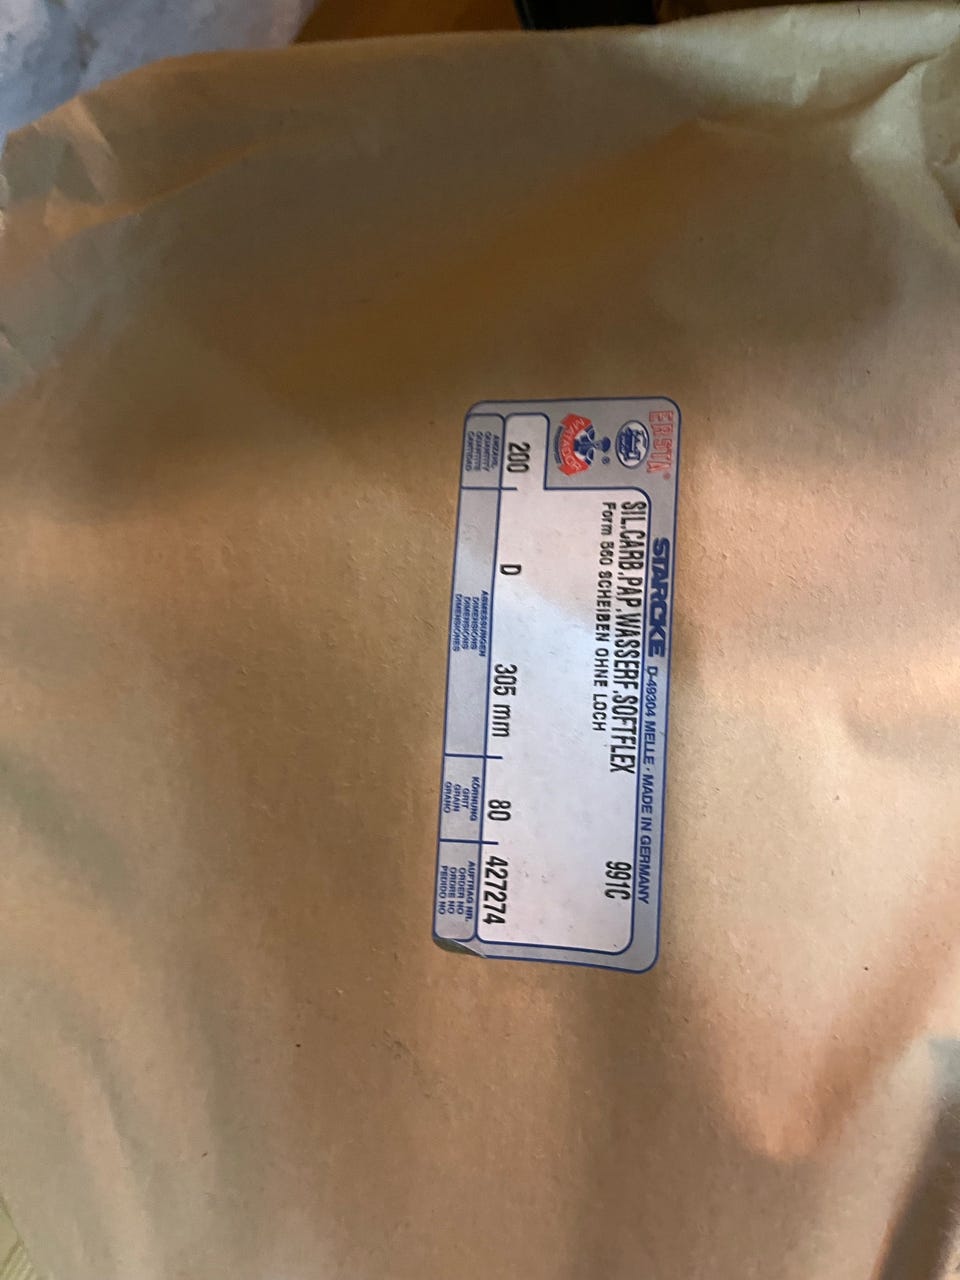 ERSTA®
STARCKE D-49304 MELLE · MADE IN GERMANY
MATADOR ®
SIL.CARB.PAP.WASSERF.SOFTFLEX 991C
Form 560 SCHEIBEN OHNE LOCH
200 D 305 mm 80 427274
ANZAHL ABMESSUNGEN KÖRNUNG AUFTRAG NR.
QUANTITY DIMENSIONS GRIT ORDER NO
QUANTITE DIMENSIONS GRAIN ORDRE NO
CANTIDAD DIMENSIONES GRANO PEDIDO NO